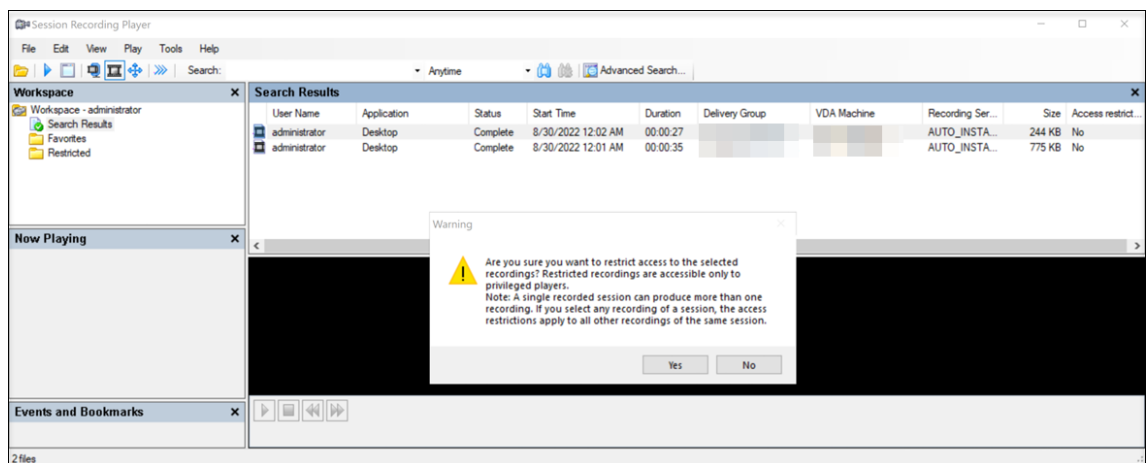 Session Recording Player
File Edit View Play Tools Help
Search: Anytime Advanced Search...
Workspace
Workspace - administrator
Search Results
Favorites
Restricted
Search Results
User Name Application Status Start Time Duration Delivery Group VDA Machine Recording Ser... Size Access restrict...
administrator Desktop Complete 8/30/2022 12:02 AM 00:00:27 AUTO_INSTA... 244 KB No
administrator Desktop Complete 8/30/2022 12:01 AM 00:00:35 AUTO_INSTA... 775 KB No
Now Playing
Warning
Are you sure you want to restrict access to the selected
recordings? Restricted recordings are accessible only to
privileged players.
Note: A single recorded session can produce more than one
recording. If you select any recording of a session, the access
restrictions apply to all other recordings of the same session.
Yes No
Events and Bookmarks
2 files